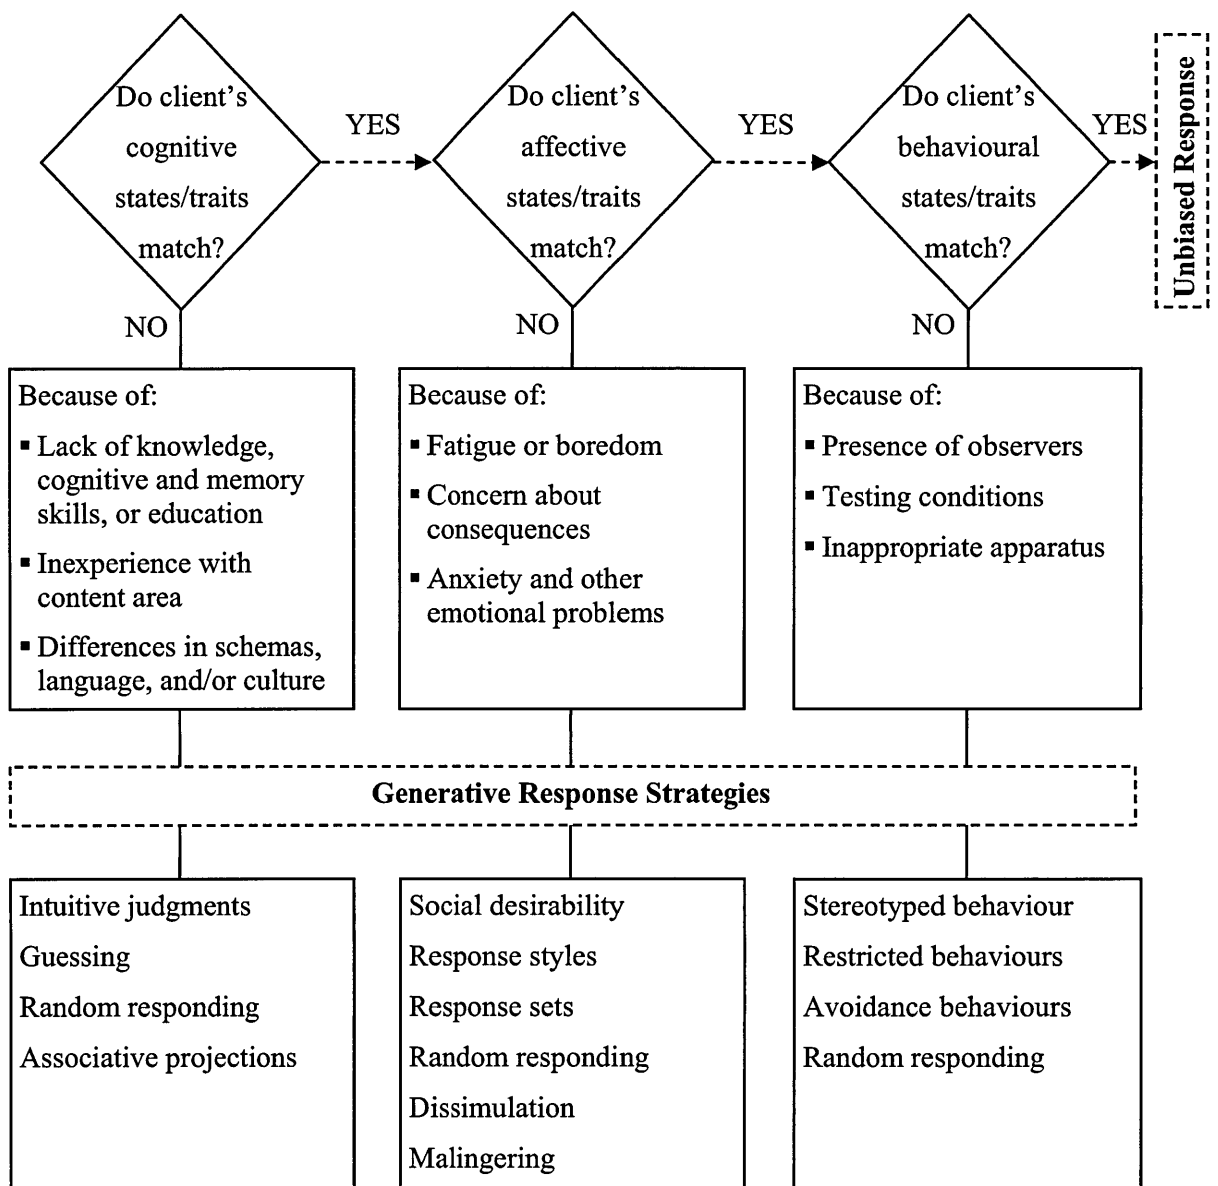 Do client's
cognitive
states/traits
match?
YES
Do client's
affective
states/traits
match?
YES
Do client's
behavioural
states/traits
match?
YES
Unbiased Response
NO
NO
NO
Because of:
▪ Lack of knowledge,
cognitive and memory
skills, or education
▪ Inexperience with
content area
▪ Differences in schemas,
language, and/or culture
Because of:
▪ Fatigue or boredom
▪ Concern about
consequences
▪ Anxiety and other
emotional problems
Because of:
▪ Presence of observers
▪ Testing conditions
▪ Inappropriate apparatus
Generative Response Strategies
Intuitive judgments
Guessing
Random responding
Associative projections
Social desirability
Response styles
Response sets
Random responding
Dissimulation
Malingering
Stereotyped behaviour
Restricted behaviours
Avoidance behaviours
Random responding